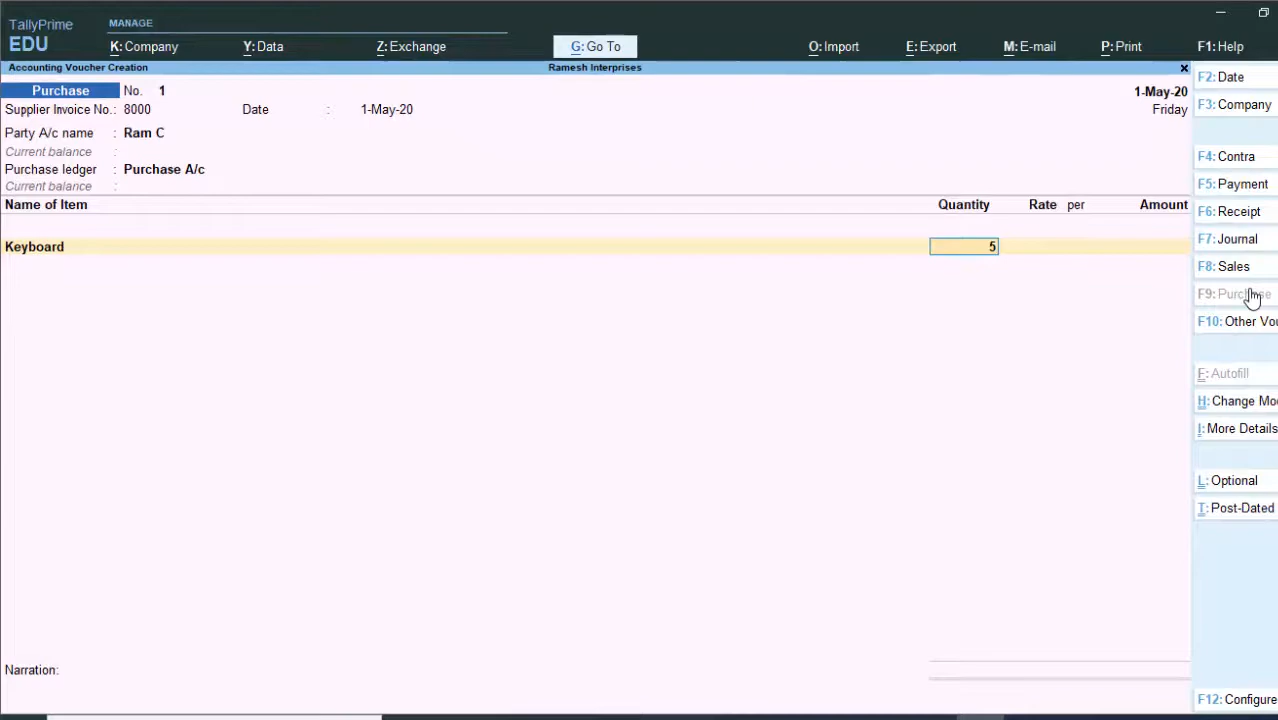 TallyPrime
EDU
MANAGE
K: Company
Y: Data
Z: Exchange
G: Go To
O: Import
E: Export
M: E-mail
P: Print
F1: Help
Accounting Voucher Creation
Ramesh Interprises
Purchase No. 1
1-May-20
Supplier Invoice No.: 8000 Date : 1-May-20
Friday
Party A/c name : Ram C
Current balance :
Purchase ledger : Purchase A/c
Current balance :
Name of Item Quantity Rate per Amount
Keyboard 5
Narration:
F2: Date
F3: Company
F4: Contra
F5: Payment
F6: Receipt
F7: Journal
F8: Sales
F9: Purchase
F10: Other Vou
F: Autofill
H: Change Mod
I: More Details
L: Optional
T: Post-Dated
F12: Configure